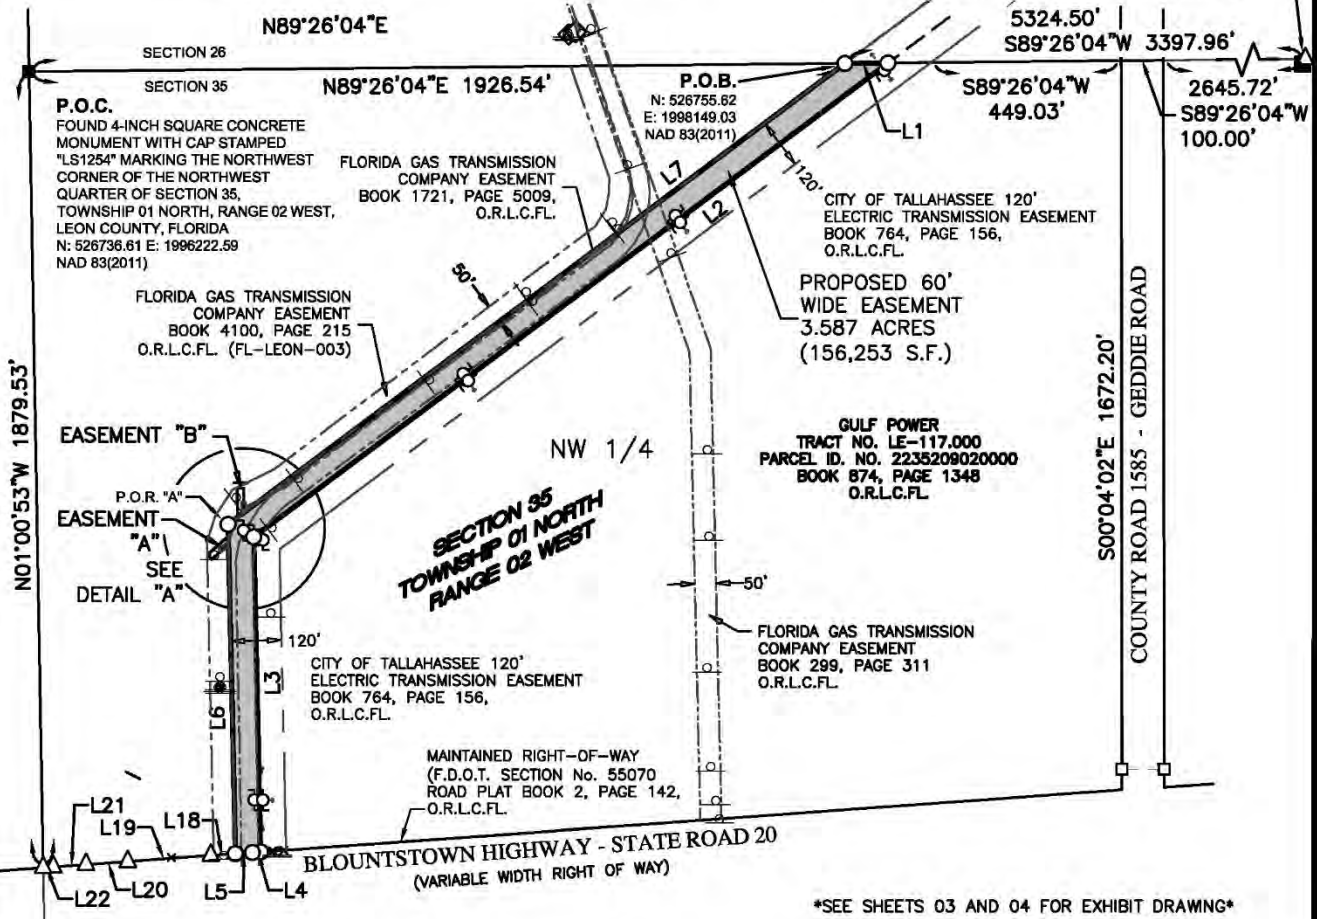 N89°26'04"E
5324.50'
S89°26'04"W 3397.96'
SECTION 26
SECTION 35
N89°26'04"E 1926.54'
P.O.B.
N: 526755.62
E: 1998149.03
NAD 83(2011)
L1
S89°26'04"W
449.03'
2645.72'
S89°26'04"W
100.00'
P.O.C.
FOUND 4-INCH SQUARE CONCRETE
MONUMENT WITH CAP STAMPED
"LS1254" MARKING THE NORTHWEST
CORNER OF THE NORTHWEST
QUARTER OF SECTION 35,
TOWNSHIP 01 NORTH, RANGE 02 WEST,
LEON COUNTY, FLORIDA
N: 526736.61 E: 1996222.59
NAD 83(2011)
FLORIDA GAS TRANSMISSION
COMPANY EASEMENT
BOOK 1721, PAGE 5009,
O.R.L.C.FL.
L7
L2
120'
CITY OF TALLAHASSEE 120'
ELECTRIC TRANSMISSION EASEMENT
BOOK 764, PAGE 156,
O.R.L.C.FL.
50'
FLORIDA GAS TRANSMISSION
COMPANY EASEMENT
BOOK 4100, PAGE 215
O.R.L.C.FL. (FL-LEON-003)
PROPOSED 60'
WIDE EASEMENT
3.587 ACRES
(156,253 S.F.)
N01°00'53"W 1879.53'
S00°04'02"E 1672.20'
COUNTY ROAD 1585 - GEDDIE ROAD
EASEMENT "B"
NW 1/4
GULF POWER
TRACT NO. LE-117.000
PARCEL ID. NO. 2235209020000
BOOK 874, PAGE 1348
O.R.L.C.FL.
P.O.R. "A"
EASEMENT
"A"
SEE
DETAIL "A"
SECTION 35
TOWNSHIP 01 NORTH
RANGE 02 WEST
50'
120'
L3
L6
CITY OF TALLAHASSEE 120'
ELECTRIC TRANSMISSION EASEMENT
BOOK 764, PAGE 156,
O.R.L.C.FL.
FLORIDA GAS TRANSMISSION
COMPANY EASEMENT
BOOK 299, PAGE 311
O.R.L.C.FL.
MAINTAINED RIGHT-OF-WAY
(F.D.O.T. SECTION No. 55070
ROAD PLAT BOOK 2, PAGE 142,
O.R.L.C.FL.
L21
L19
L18
L22
L20
L5
L4
BLOUNTSTOWN HIGHWAY - STATE ROAD 20
(VARIABLE WIDTH RIGHT OF WAY)
*SEE SHEETS 03 AND 04 FOR EXHIBIT DRAWING*